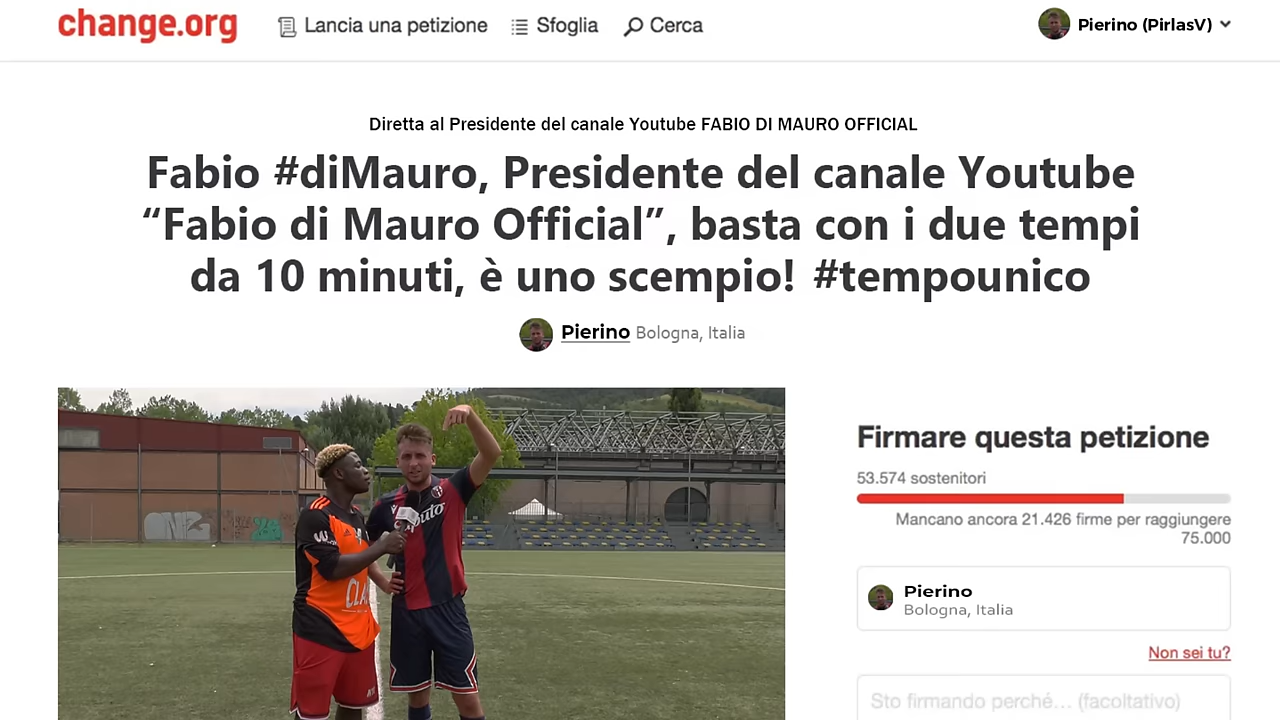 change.org
Lancia una petizione
Sfoglia
Cerca
Pierino (PirlasV)
Diretta al Presidente del canale Youtube FABIO DI MAURO OFFICIAL
Fabio #diMauro, Presidente del canale Youtube
“Fabio di Mauro Official”, basta con i due tempi
da 10 minuti, è uno scempio! #tempounico
Pierino Bologna, Italia
Firmare questa petizione
53.574 sostenitori
Mancano ancora 21.426 firme per raggiungere
75.000
Pierino
Bologna, Italia
Non sei tu?
Sto firmando perché... (facoltativo)